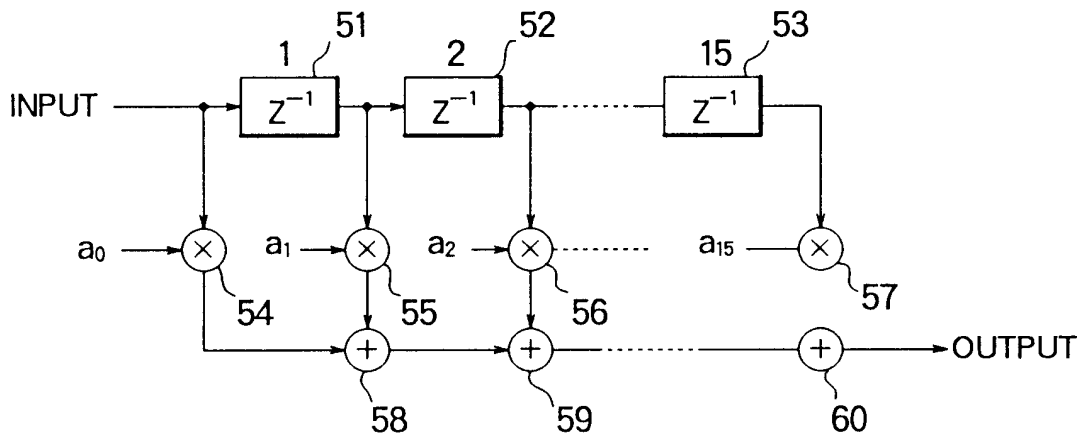 1 51 2 52 15 53
INPUT Z⁻¹ Z⁻¹ Z⁻¹
a₀ × a₁ × a₂ × a₁₅ ×
54 55 56 57
+ + + OUTPUT
58 59 60